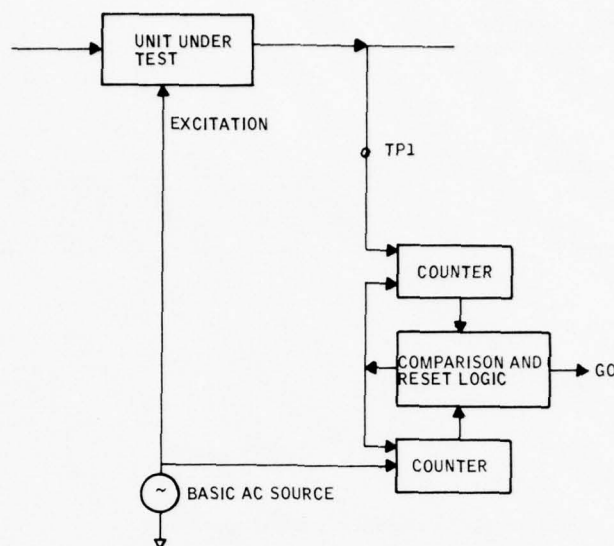 UNIT UNDER
TEST
EXCITATION
TP1
COUNTER
COMPARISON AND
RESET LOGIC
GO
COUNTER
~
BASIC AC SOURCE